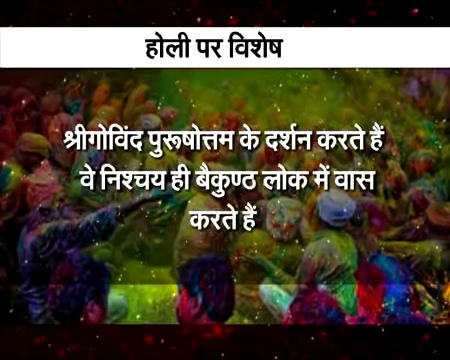 होली पर विशेष
श्रीगोविंद पुरूषोत्तम के दर्शन करते हैं
वे निश्चय ही बैकुण्ठ लोक में वास
करते हैं